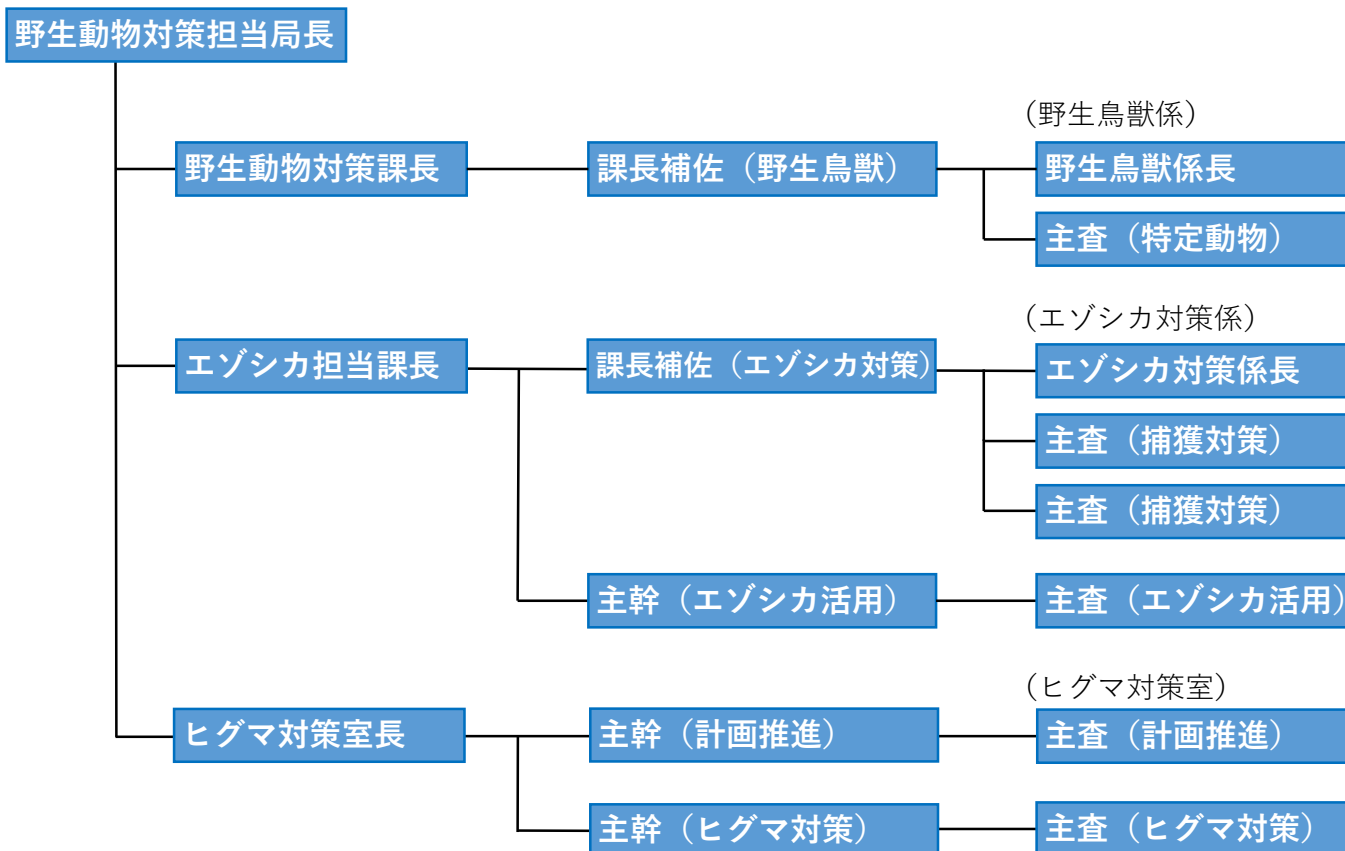 野生動物対策担当局長
（野生鳥獣係）
野生動物対策課長
課長補佐（野生鳥獣）
野生鳥獣係長
主査（特定動物）
（エゾシカ対策係）
エゾシカ担当課長
課長補佐（エゾシカ対策）
エゾシカ対策係長
主査（捕獲対策）
主査（捕獲対策）
主幹（エゾシカ活用）
主査（エゾシカ活用）
（ヒグマ対策室）
ヒグマ対策室長
主幹（計画推進）
主査（計画推進）
主幹（ヒグマ対策）
主査（ヒグマ対策）